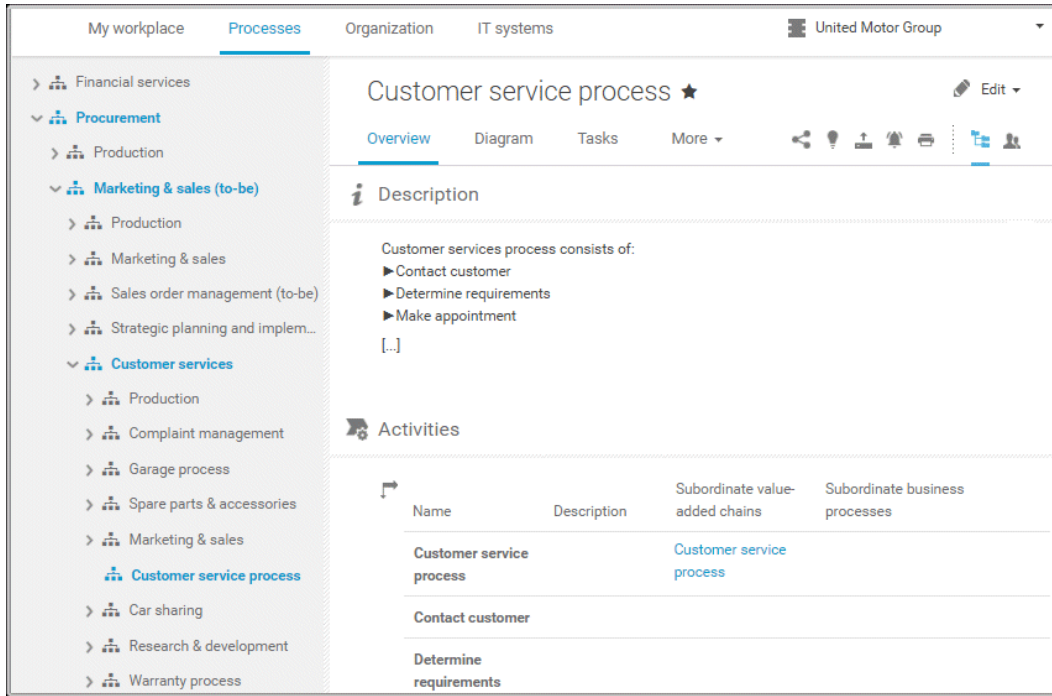 My workplace Processes Organization IT systems United Motor Group
Financial services
Procurement
Production
Marketing & sales (to-be)
Production
Marketing & sales
Sales order management (to-be)
Strategic planning and implem...
Customer services
Production
Complaint management
Garage process
Spare parts & accessories
Marketing & sales
Customer service process
Car sharing
Research & development
Warranty process
Customer service process
Edit
Overview Diagram Tasks More
Description
Customer services process consists of:
►Contact customer
►Determine requirements
►Make appointment
[...]
Activities
Name Description Subordinate value-
added chains Subordinate business
processes
Customer service
process
Customer service
process
Contact customer
Determine
requirements